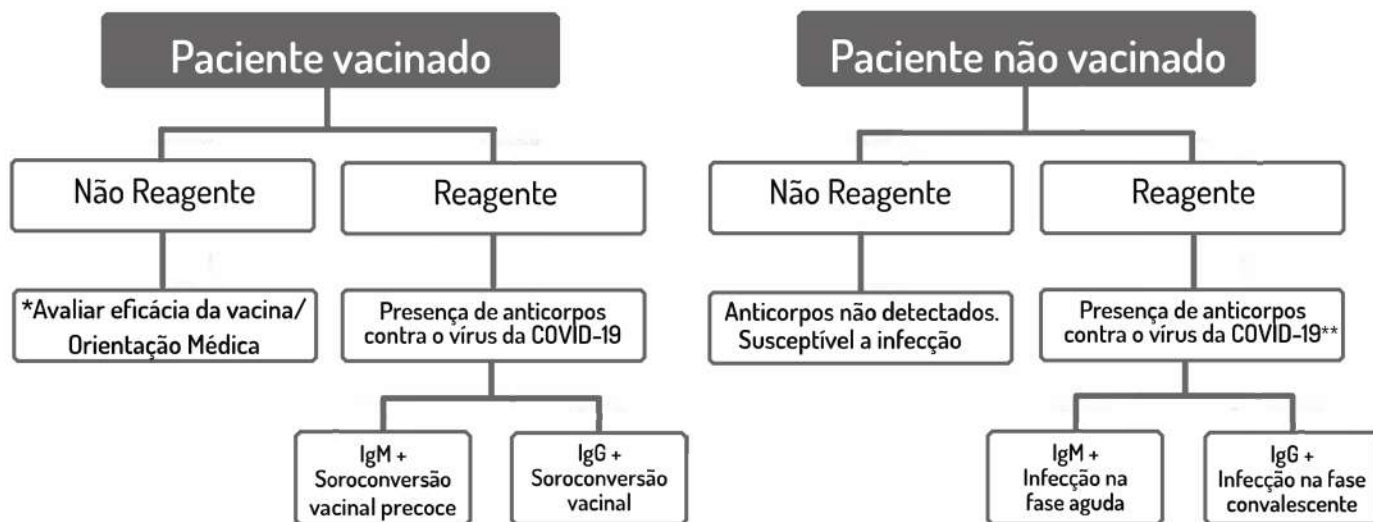 Paciente vacinado
Não Reagente
Reagente
*Avaliar eficácia da vacina/
Orientação Médica
Presença de anticorpos
contra o vírus da COVID-19
IgM +
Soroconversão
vacinal precoce
IgG +
Soroconversão
vacinal
Paciente não vacinado
Não Reagente
Reagente
Anticorpos não detectados.
Susceptível a infecção
Presença de anticorpos
contra o vírus da COVID-19**
IgM +
Infecção na
fase aguda
IgG +
Infecção na fase
convalescente